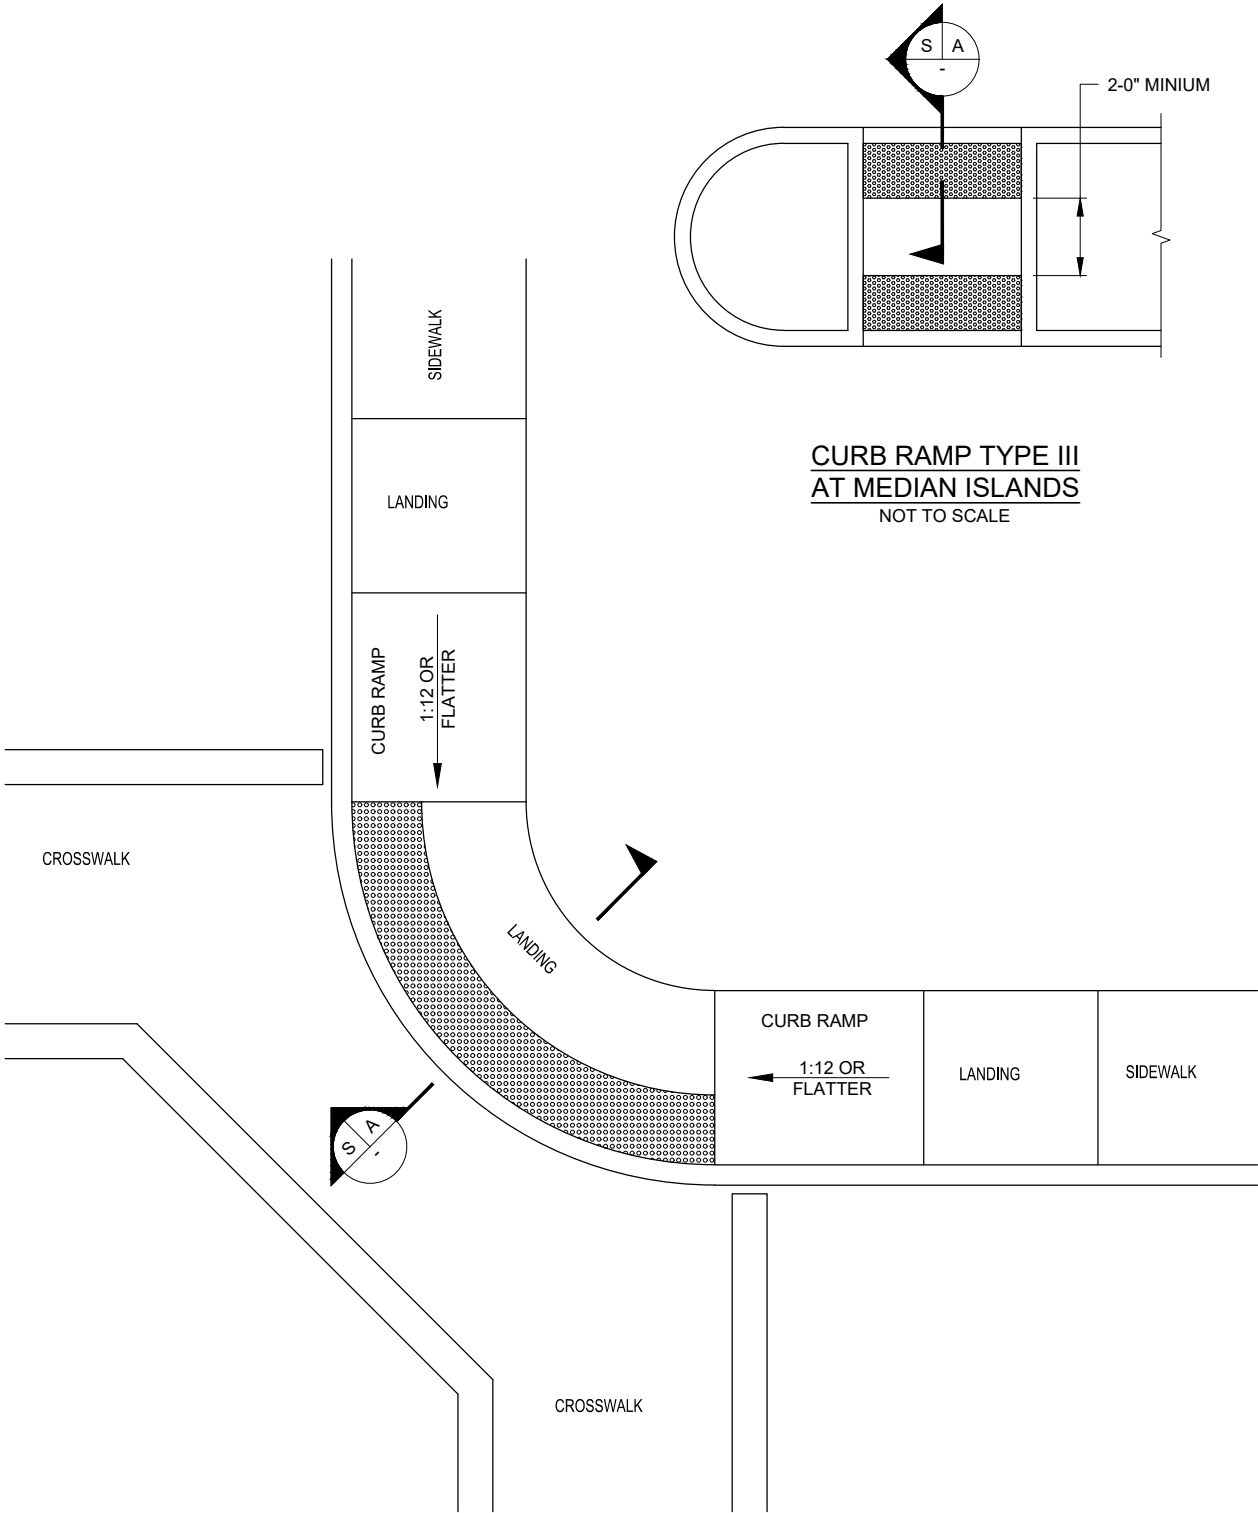 S A
-
2-0" MINIUM
SIDEWALK
LANDING
CURB RAMP TYPE III
AT MEDIAN ISLANDS
NOT TO SCALE
CURB RAMP
1:12 OR
FLATTER
CROSSWALK
LANDING
CURB RAMP
1:12 OR
FLATTER
LANDING
SIDEWALK
S A
-
CROSSWALK